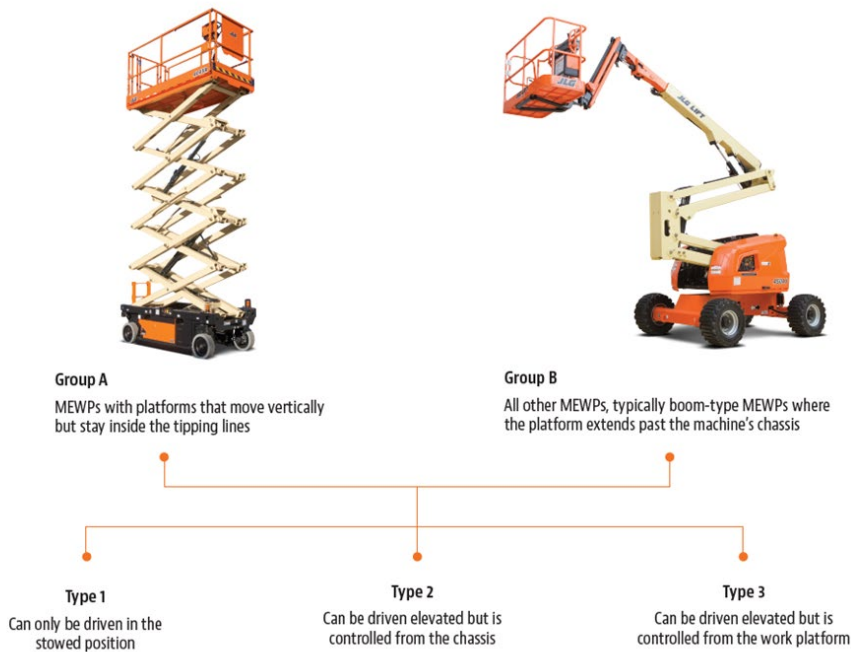 JLG
JLG LIFT
Group A
MEWPs with platforms that move vertically
but stay inside the tipping lines
Group B
All other MEWPs, typically boom-type MEWPs where
the platform extends past the machine's chassis
Type 1
Can only be driven in the
stowed position
Type 2
Can be driven elevated but is
controlled from the chassis
Type 3
Can be driven elevated but is
controlled from the work platform